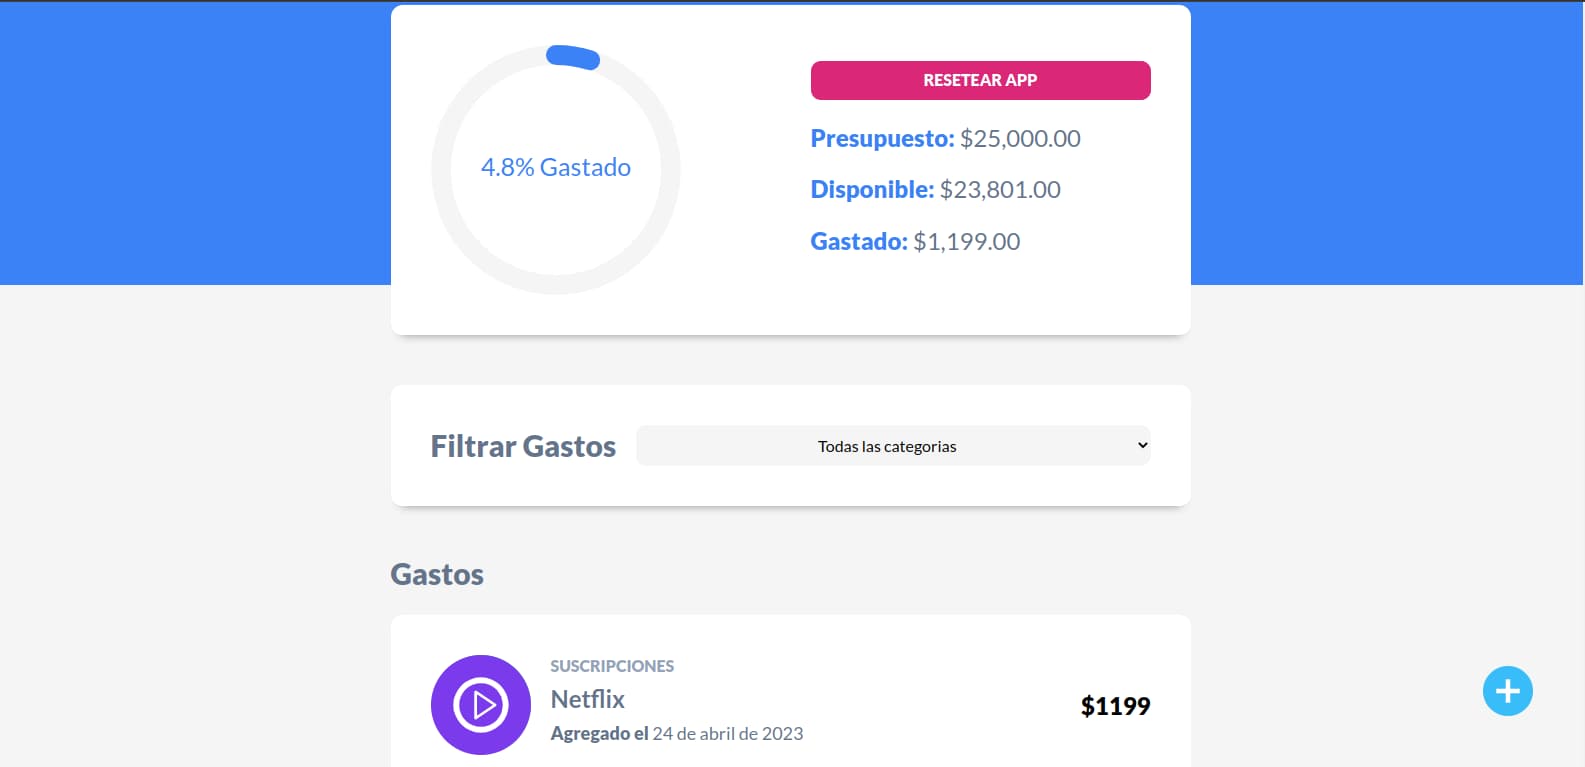 4.8% Gastado
RESETEAR APP
Presupuesto: $25,000.00
Disponible: $23,801.00
Gastado: $1,199.00
Filtrar Gastos
Todas las categorias
Gastos
SUSCRIPCIONES
Netflix
Agregado el 24 de abril de 2023
$1199